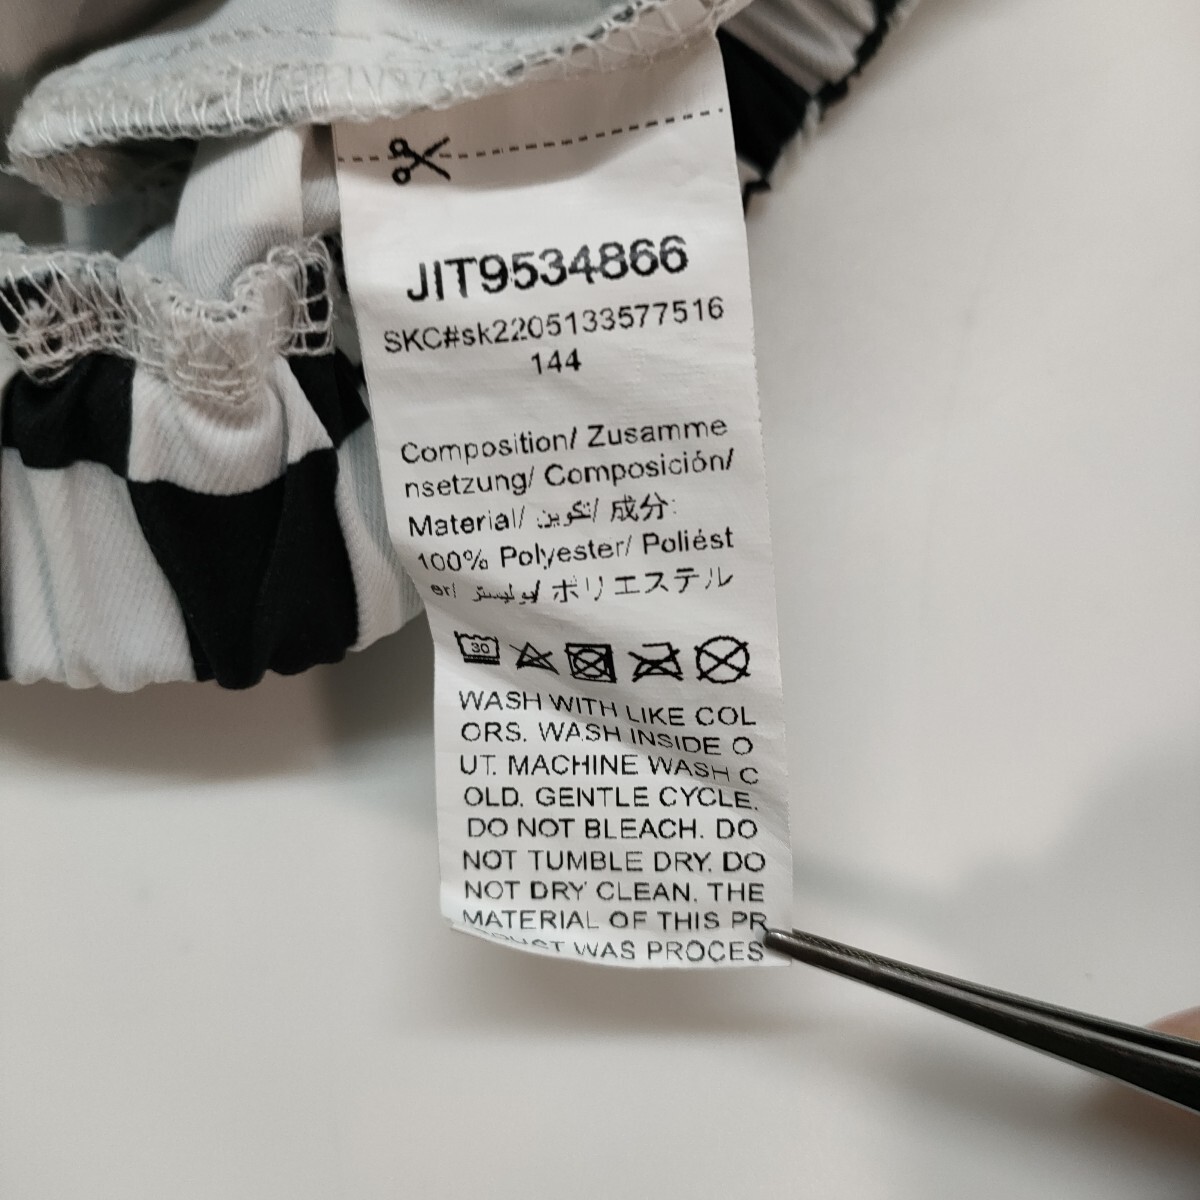 JIT9534866
SKC#sk2205133577516
144
Composition/ Zusamme
nsetzung/ Composición/
Material/ تكوين/ 成分:
100% Polyester/ Poliést
er/ بوليستر/ ポリエステル
30
WASH WITH LIKE COL
ORS. WASH INSIDE O
UT. MACHINE WASH C
OLD. GENTLE CYCLE.
DO NOT BLEACH. DO
NOT TUMBLE DRY. DO
NOT DRY CLEAN. THE
MATERIAL OF THIS PR
WAS PROCES